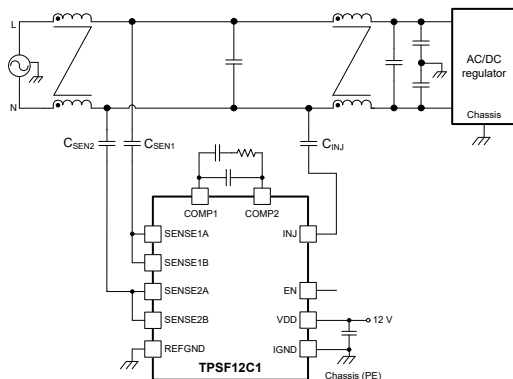 L
N
AC/DC
regulator
Chassis
CSEN2
CSEN1
CINJ
COMP1
COMP2
SENSE1A
SENSE1B
SENSE2A
SENSE2B
REFGND
INJ
EN
VDD
IGND
12 V
TPSF12C1
Chassis (PE)